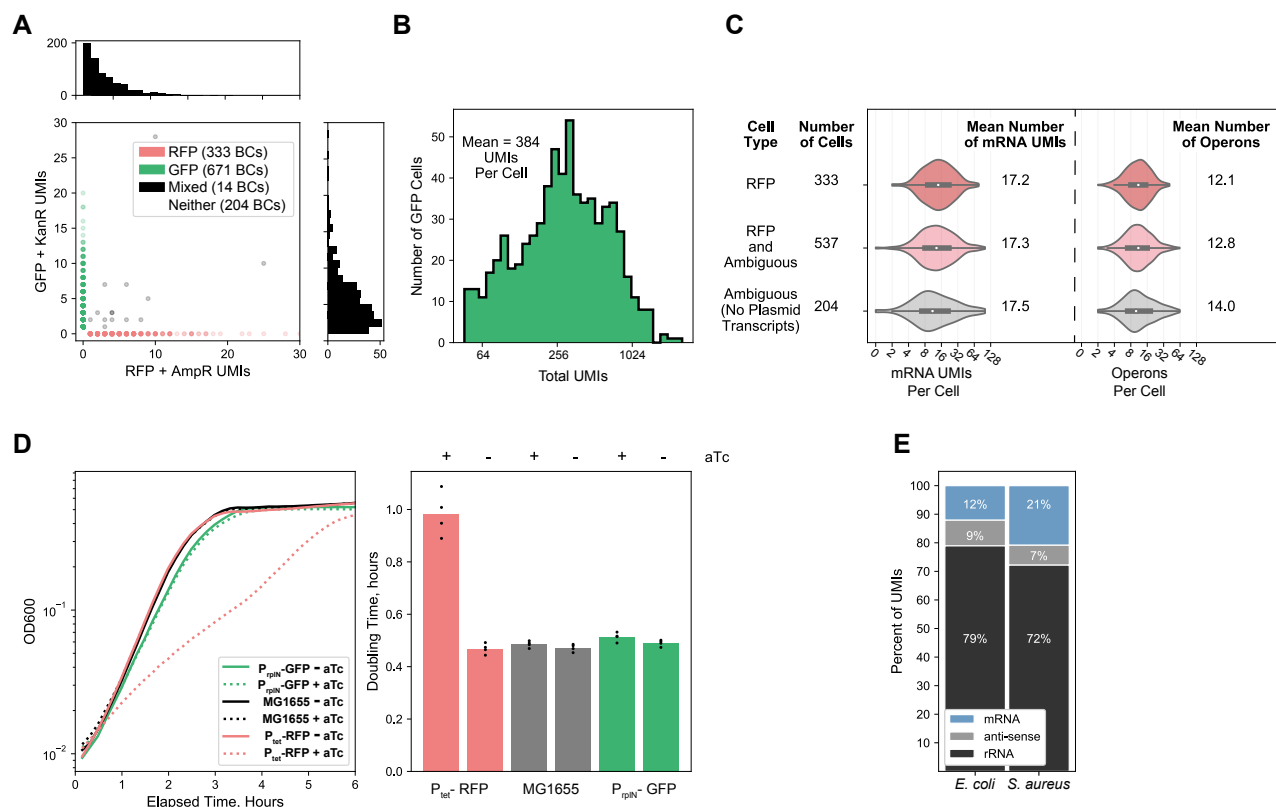 A
200
0
30
25
20
15
10
5
0
GFP + KanR UMIs
RFP (333 BCs)
GFP (671 BCs)
Mixed (14 BCs)
Neither (204 BCs)
0
10
20
30
RFP + AmpR UMIs
0
50
B
Mean = 384
UMIs
Per Cell
50
40
30
20
10
0
Number of GFP Cells
64
256
1024
Total UMIs
C
Cell
Type
Number
of Cells
Mean Number
of mRNA UMIs
Mean Number
of Operons
RFP
333
17.2
12.1
RFP
and
Ambiguous
537
17.3
12.8
Ambiguous
(No Plasmid
Transcripts)
204
17.5
14.0
0 2 4 8 16 32 64 128
mRNA UMIs
Per Cell
0 2 4 8 16 32 64 128
Operons
Per Cell
D
OD600
10⁻¹
10⁻²
PrplN-GFP − aTc
PrplN-GFP + aTc
MG1655 − aTc
MG1655 + aTc
Ptet-RFP − aTc
Ptet-RFP + aTc
0 1 2 3 4 5 6
Elapsed Time, Hours
+ - + - + - aTc
Doubling Time, hours
1.0
0.8
0.6
0.4
0.2
0.0
Ptet- RFP
MG1655
PrplN- GFP
E
Percent of UMIs
100
90
80
70
60
50
40
30
20
10
12%
21%
9%
7%
79%
72%
mRNA
anti-sense
rRNA
E. coli
S. aureus